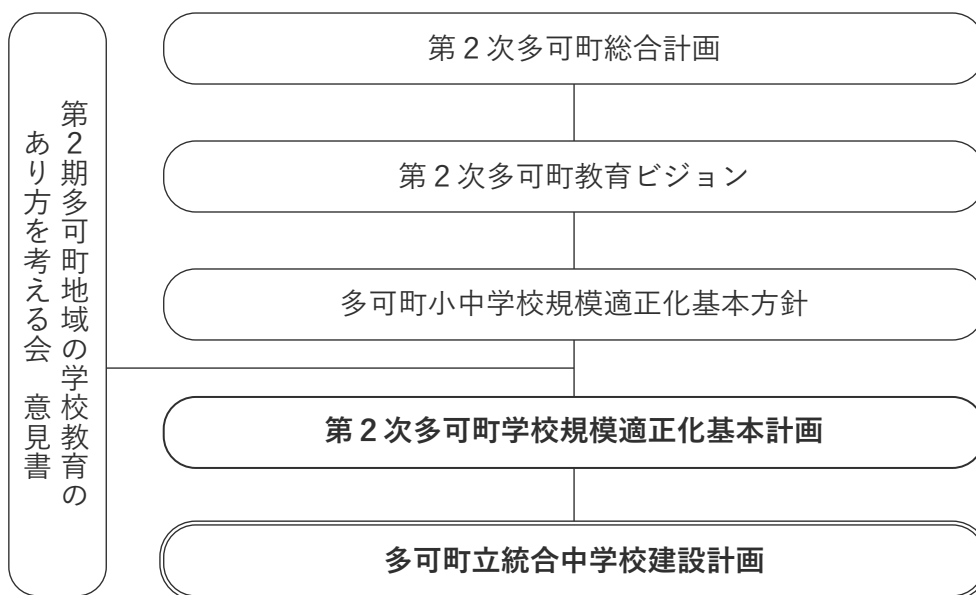 第２期多可町地域の学校教育の
あり方を考える会　意見書
第２次多可町総合計画
第２次多可町教育ビジョン
多可町小中学校規模適正化基本方針
第２次多可町学校規模適正化基本計画
多可町立統合中学校建設計画